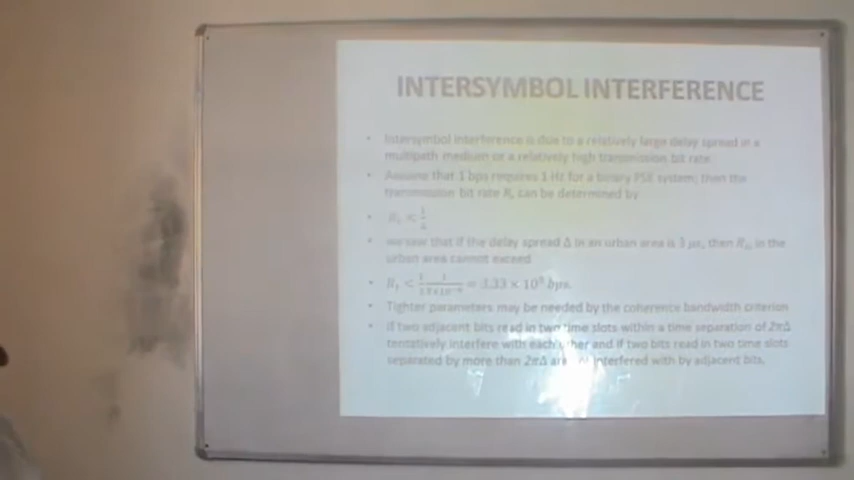 INTERSYMBOL INTERFERENCE
• Intersymbol interference is due to a relatively large delay spread in a
multipath medium or a relatively high transmission bit rate
• Assume that 1 bps requires 1 Hz for a binary PSK system; then the
transmission bit rate Rₜ can be determined by
• Rₜ < 1/Δ
• we saw that if the delay spread Δ in an urban area is 3 μs, then Rₜ, in the
urban area cannot exceed
• = 3.33 × 10⁵ bps.
• Tighter parameters may be needed by the coherence bandwidth criterion
• If two adjacent bits read in two time slots within a time separation of 2πΔ
tentatively interfere with each other and if two bits read in two time slots
separated by more than 2πΔ are interfered with by adjacent bits.